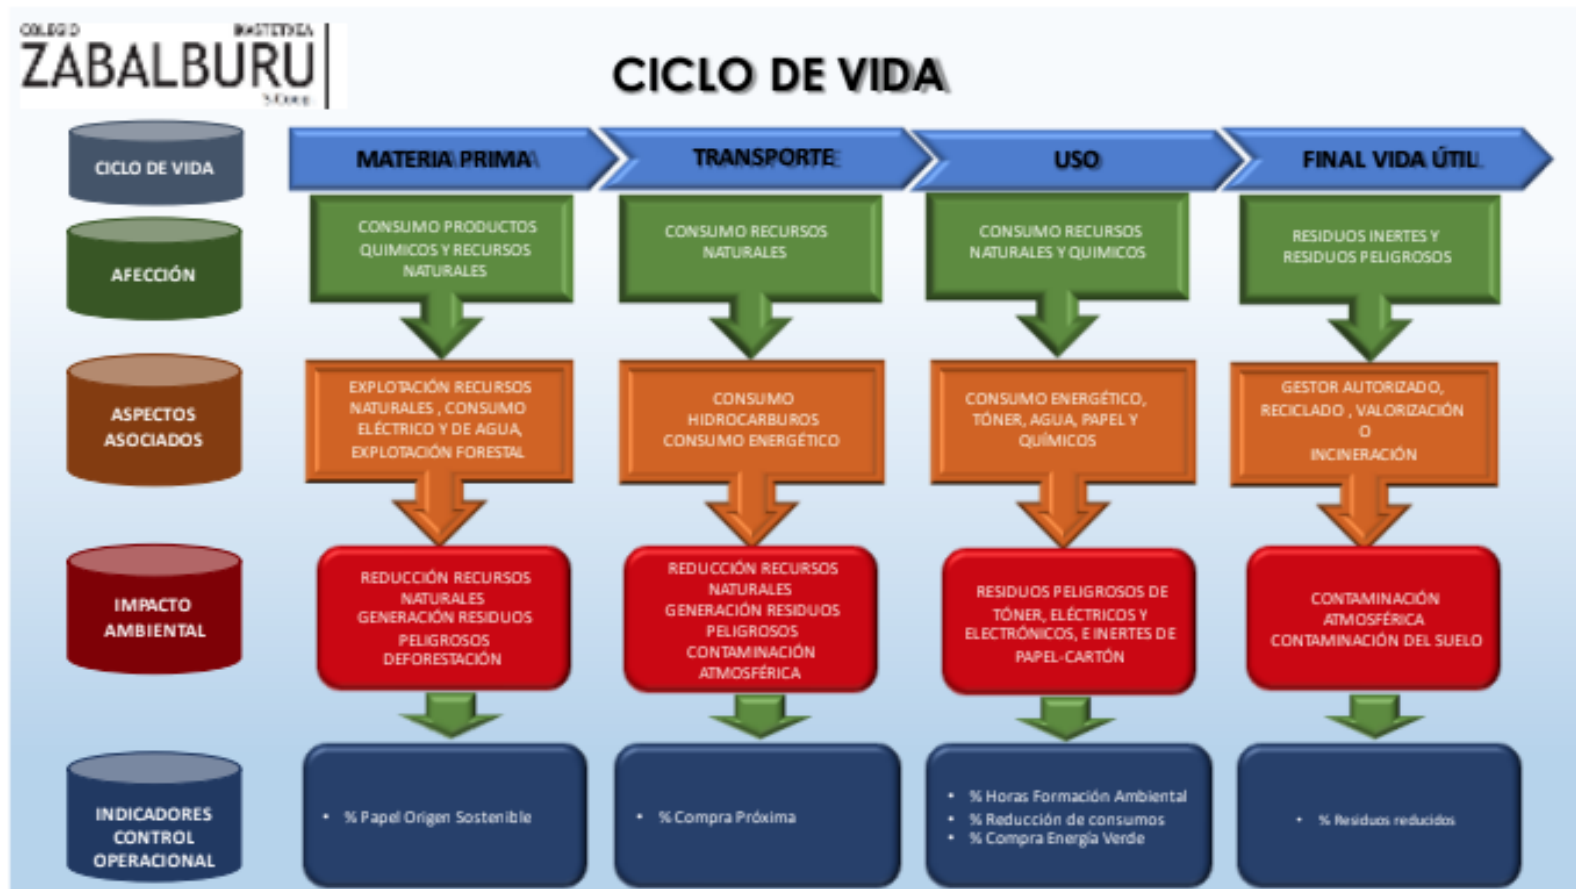 COLEGIO IKASTETXEA
ZABALBURU
S.Coop.
CICLO DE VIDA
CICLO DE VIDA
MATERIA PRIMA
TRANSPORTE
USO
FINAL VIDA ÚTIL
AFECCIÓN
CONSUMO PRODUCTOS
QUIMICOS Y RECURSOS
NATURALES
CONSUMO RECURSOS
NATURALES
CONSUMO RECURSOS
NATURALES Y QUIMICOS
RESIDUOS INERTES Y
RESIDUOS PELIGROSOS
ASPECTOS
ASOCIADOS
EXPLOTACIÓN RECURSOS
NATURALES , CONSUMO
ELÉCTRICO Y DE AGUA,
EXPLOTACIÓN FORESTAL
CONSUMO
HIDROCARBUROS
CONSUMO ENERGÉTICO
CONSUMO ENERGÉTICO,
TÓNER, AGUA, PAPEL Y
QUÍMICOS
GESTOR AUTORIZADO,
RECICLADO , VALORIZACIÓN
O
INCINERACIÓN
IMPACTO
AMBIENTAL
REDUCCIÓN RECURSOS
NATURALES
GENERACIÓN RESIDUOS
PELIGROSOS
DEFORESTACIÓN
REDUCCIÓN RECURSOS
NATURALES
GENERACIÓN RESIDUOS
PELIGROSOS
CONTAMINACIÓN
ATMOSFÉRICA
RESIDUOS PELIGROSOS DE
TÓNER, ELÉCTRICOS Y
ELECTRÓNICOS, E INERTES DE
PAPEL-CARTÓN
CONTAMINACIÓN
ATMOSFÉRICA
CONTAMINACIÓN DEL SUELO
INDICADORES
CONTROL
OPERACIONAL
• % Papel Origen Sostenible
• % Compra Próxima
• % Horas Formación Ambiental
• % Reducción de consumos
• % Compra Energía Verde
• % Residuos reducidos